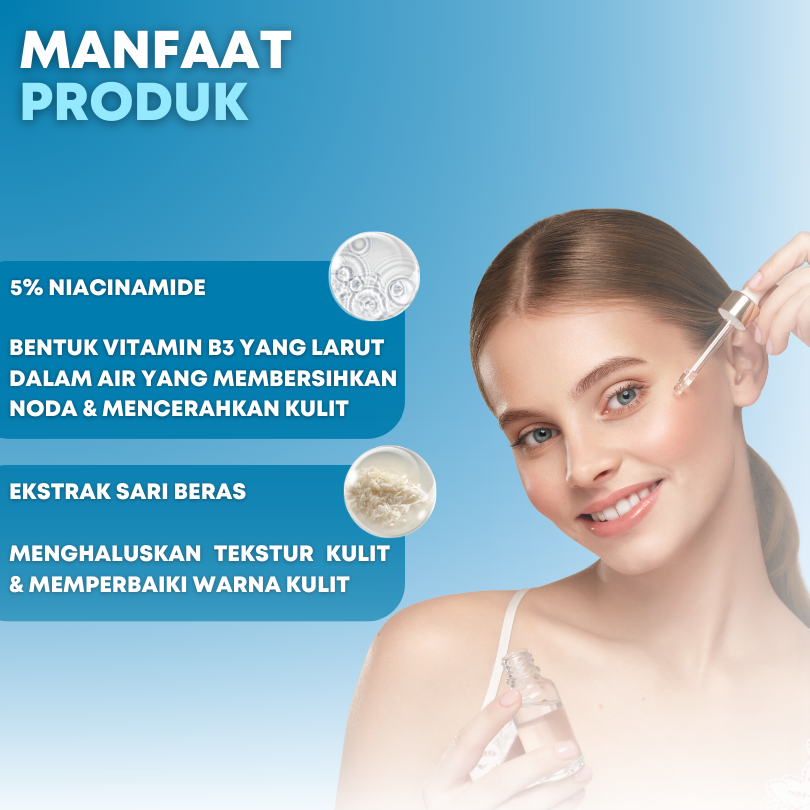 MANFAAT
PRODUK
5% NIACINAMIDE
BENTUK VITAMIN B3 YANG LARUT
DALAM AIR YANG MEMBERSIHKAN
NODA & MENCERAHKAN KULIT
EKSTRAK SARI BERAS
MENGHALUSKAN TEKSTUR KULIT
& MEMPERBAIKI WARNA KULIT